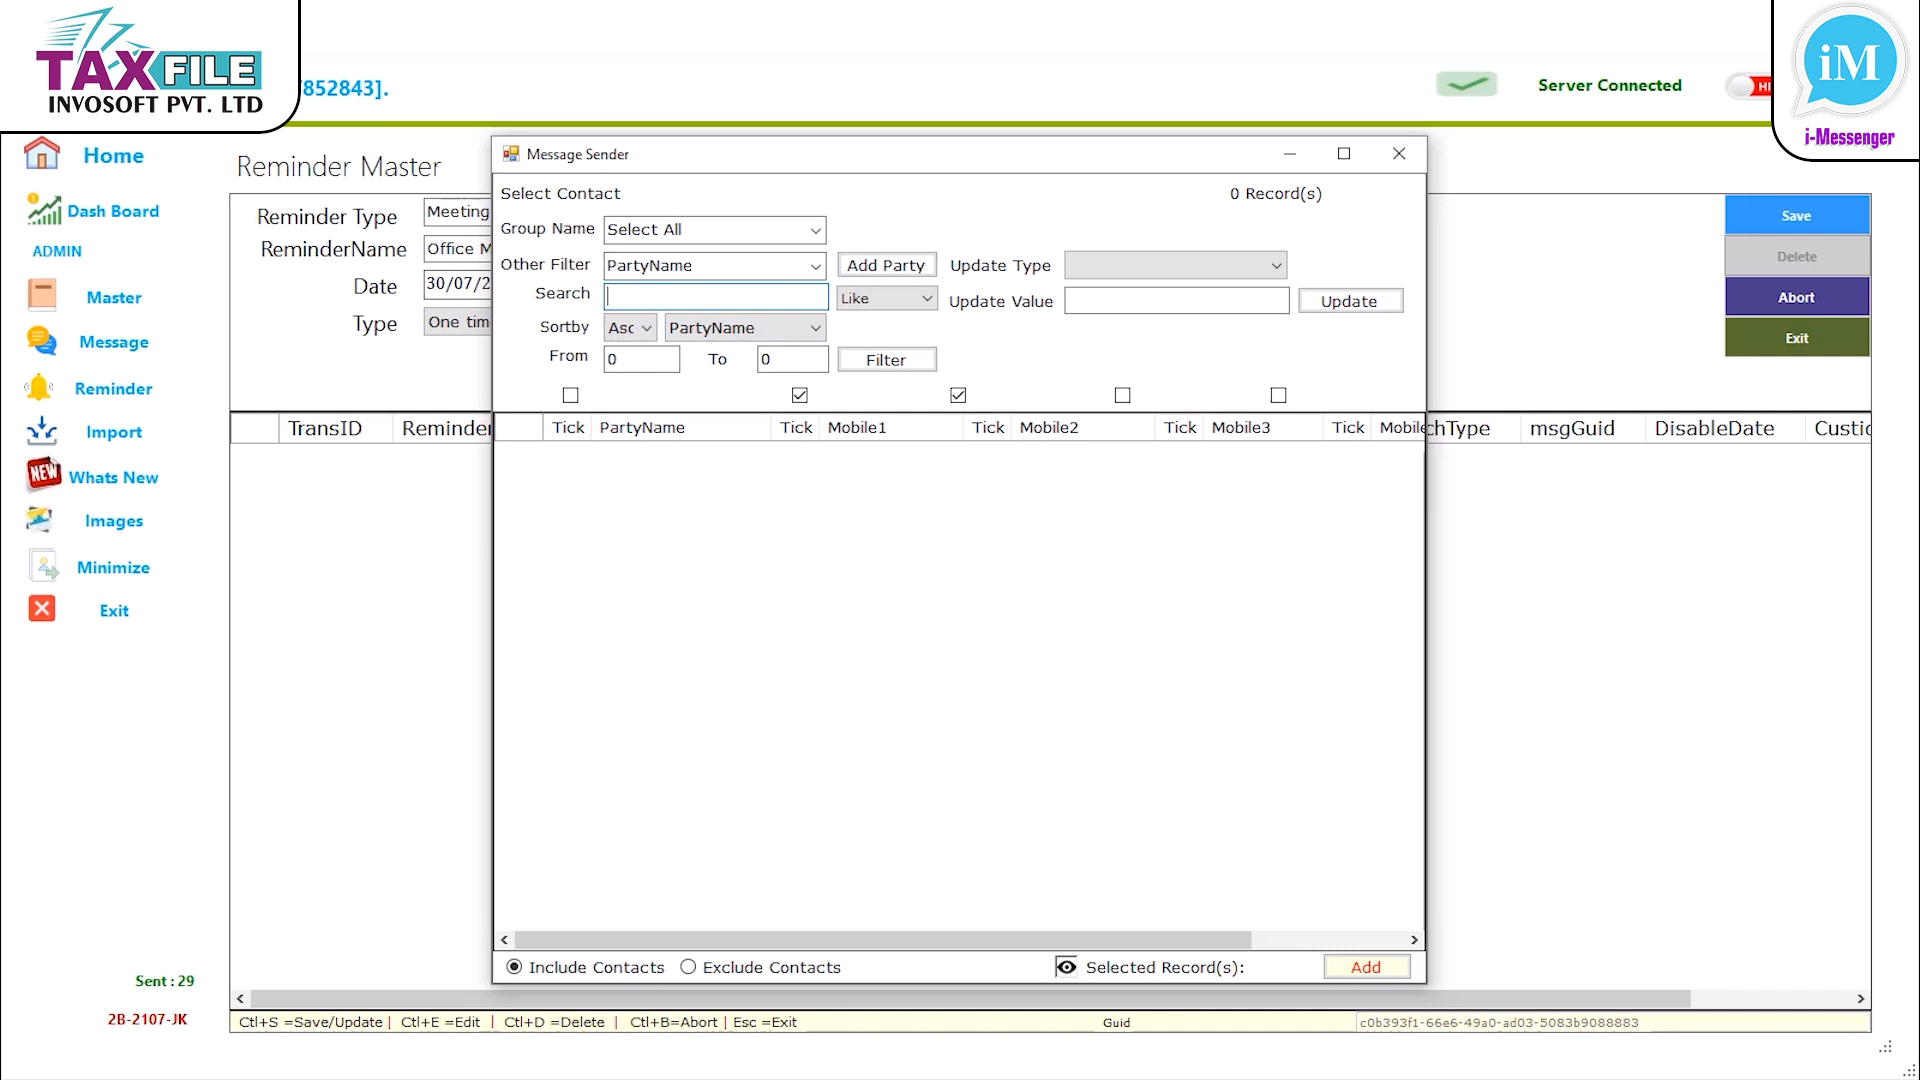 TAXFILE
INVOSOFT PVT. LTD
852843].
Server Connected
HI
iM
i-Messenger
Home
Dash Board
ADMIN
Master
Message
Reminder
Import
NEW
Whats New
Images
Minimize
Exit
Sent : 29
2B-2107-JK
Reminder Master
Reminder Type Meeting
ReminderName Office M
Date 30/07/2
Type One tim
Save
Delete
Abort
Exit
TransID Reminder chType msgGuid DisableDate Custic
Message Sender
Select Contact 0 Record(s)
Group Name Select All
Other Filter PartyName Add Party Update Type
Search Like Update Value Update
Sortby Asc PartyName
From 0 To 0 Filter
Tick PartyName Tick Mobile1 Tick Mobile2 Tick Mobile3 Tick Mobile
Include Contacts Exclude Contacts Selected Record(s): Add
Ctl+S =Save/Update | Ctl+E =Edit | Ctl+D =Delete | Ctl+B=Abort | Esc =Exit Guid c0b393f1-66e6-49a0-ad03-5083b9088883